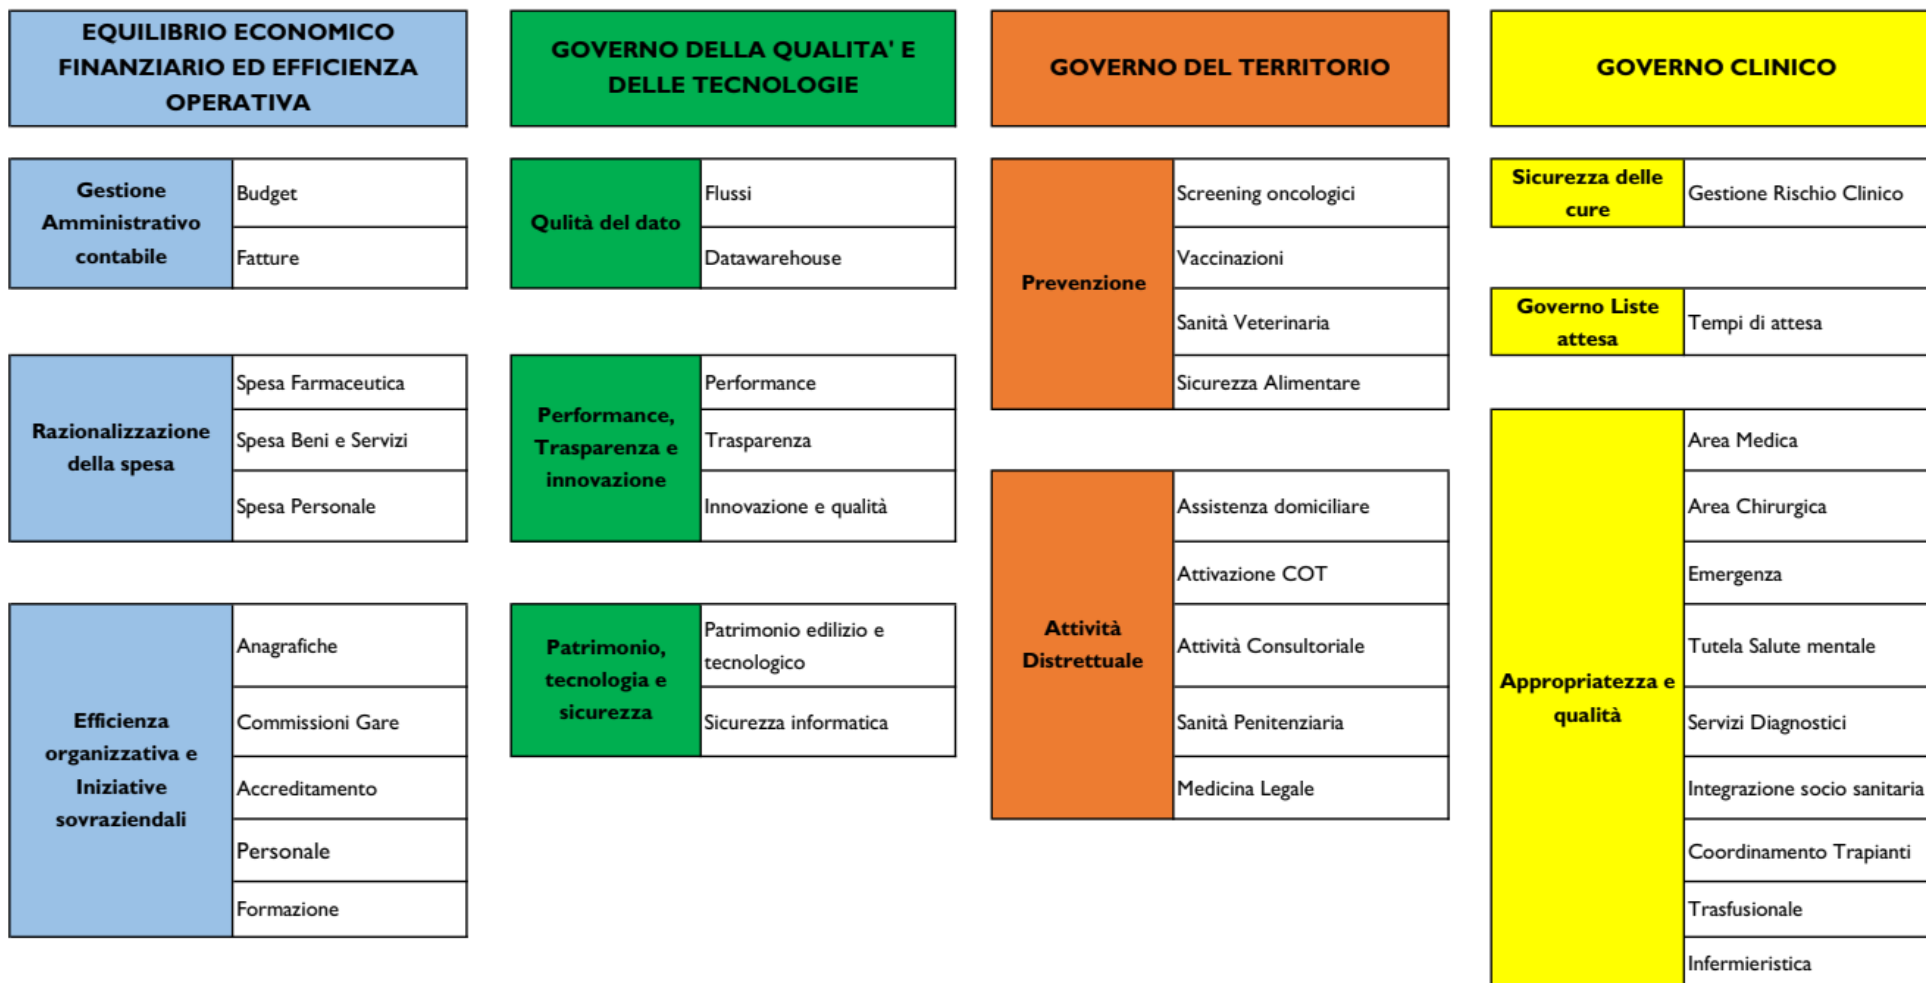 EQUILIBRIO ECONOMICO
FINANZIARIO ED EFFICIENZA
OPERATIVA
Gestione
Amministrativo
contabile
Budget
Fatture
Razionalizzazione
della spesa
Spesa Farmaceutica
Spesa Beni e Servizi
Spesa Personale
Efficienza
organizzativa e
Iniziative
sovraziendali
Anagrafiche
Commissioni Gare
Accreditamento
Personale
Formazione
GOVERNO DELLA QUALITA' E
DELLE TECNOLOGIE
Qulità del dato
Flussi
Datawarehouse
Performance,
Trasparenza e
innovazione
Performance
Trasparenza
Innovazione e qualità
Patrimonio,
tecnologia e
sicurezza
Patrimonio edilizio e
tecnologico
Sicurezza informatica
GOVERNO DEL TERRITORIO
Prevenzione
Screening oncologici
Vaccinazioni
Sanità Veterinaria
Sicurezza Alimentare
Attività
Distrettuale
Assistenza domiciliare
Attivazione COT
Attività Consultoriale
Sanità Penitenziaria
Medicina Legale
GOVERNO CLINICO
Sicurezza delle
cure
Gestione Rischio Clinico
Governo Liste
attesa
Tempi di attesa
Appropriatezza e
qualità
Area Medica
Area Chirurgica
Emergenza
Tutela Salute mentale
Servizi Diagnostici
Integrazione socio sanitaria
Coordinamento Trapianti
Trasfusionale
Infermieristica